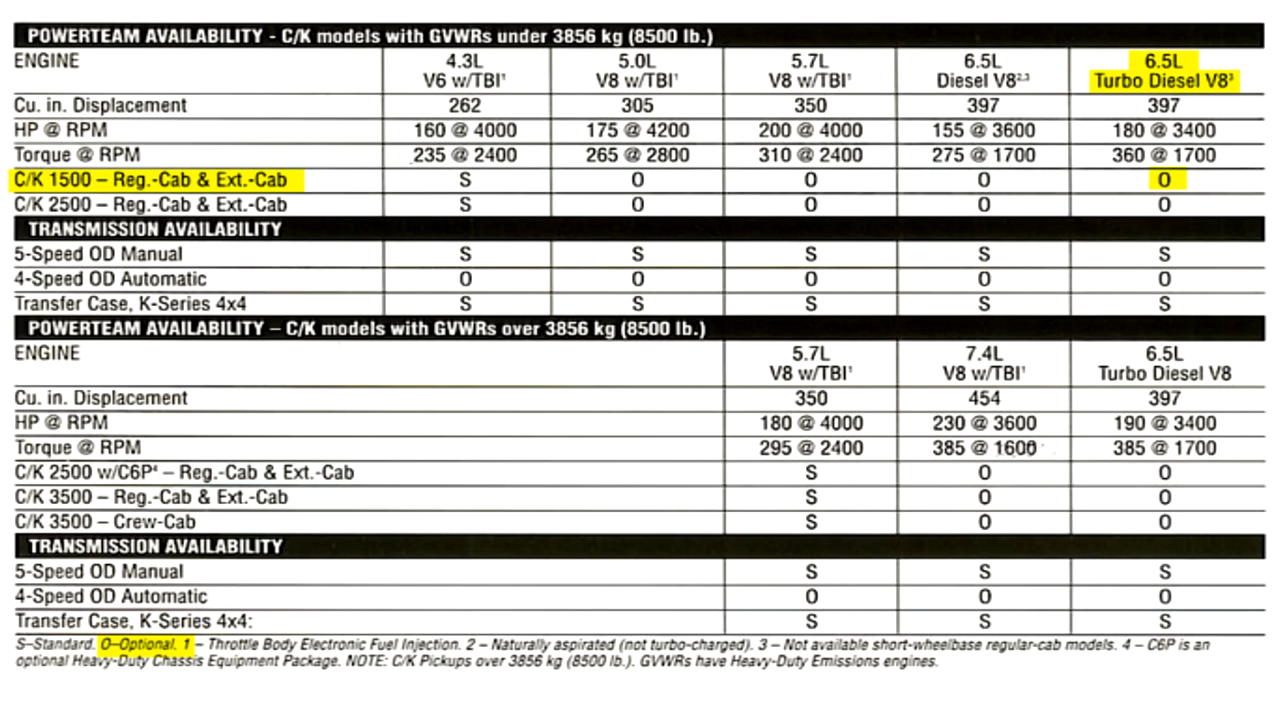 POWERTEAM AVAILABILITY - C/K models with GVWRs under 3856 kg (8500 lb.)
ENGINE 4.3L 5.0L 5.7L 6.5L 6.5L
V6 w/TBI¹ V8 w/TBI¹ V8 w/TBI¹ Diesel V8²,³ Turbo Diesel V8³
Cu. in. Displacement 262 305 350 397 397
HP @ RPM 160 @ 4000 175 @ 4200 200 @ 4000 155 @ 3600 180 @ 3400
Torque @ RPM 235 @ 2400 265 @ 2800 310 @ 2400 275 @ 1700 360 @ 1700
C/K 1500 – Reg.-Cab & Ext.-Cab S O O O O
C/K 2500 – Reg.-Cab & Ext.-Cab S O O O O
TRANSMISSION AVAILABILITY
5-Speed OD Manual S S S S S
4-Speed OD Automatic O O O O O
Transfer Case, K-Series 4x4 S S S S S
POWERTEAM AVAILABILITY – C/K models with GVWRs over 3856 kg (8500 lb.)
ENGINE 5.7L 7.4L 6.5L
V8 w/TBI¹ V8 w/TBI¹ Turbo Diesel V8
Cu. in. Displacement 350 454 397
HP @ RPM 180 @ 4000 230 @ 3600 190 @ 3400
Torque @ RPM 295 @ 2400 385 @ 1600 385 @ 1700
C/K 2500 w/C6P⁴ – Reg.-Cab & Ext.-Cab S O O
C/K 3500 – Reg.-Cab & Ext.-Cab S O O
C/K 3500 – Crew-Cab S O O
TRANSMISSION AVAILABILITY
5-Speed OD Manual S S S
4-Speed OD Automatic O O O
Transfer Case, K-Series 4x4: S S S
S–Standard. O–Optional. 1 – Throttle Body Electronic Fuel Injection. 2 – Naturally aspirated (not turbo-charged). 3 – Not available short-wheelbase regular-cab models. 4 – C6P is an
optional Heavy-Duty Chassis Equipment Package. NOTE: C/K Pickups over 3856 kg (8500 lb.). GVWRs have Heavy-Duty Emissions engines.